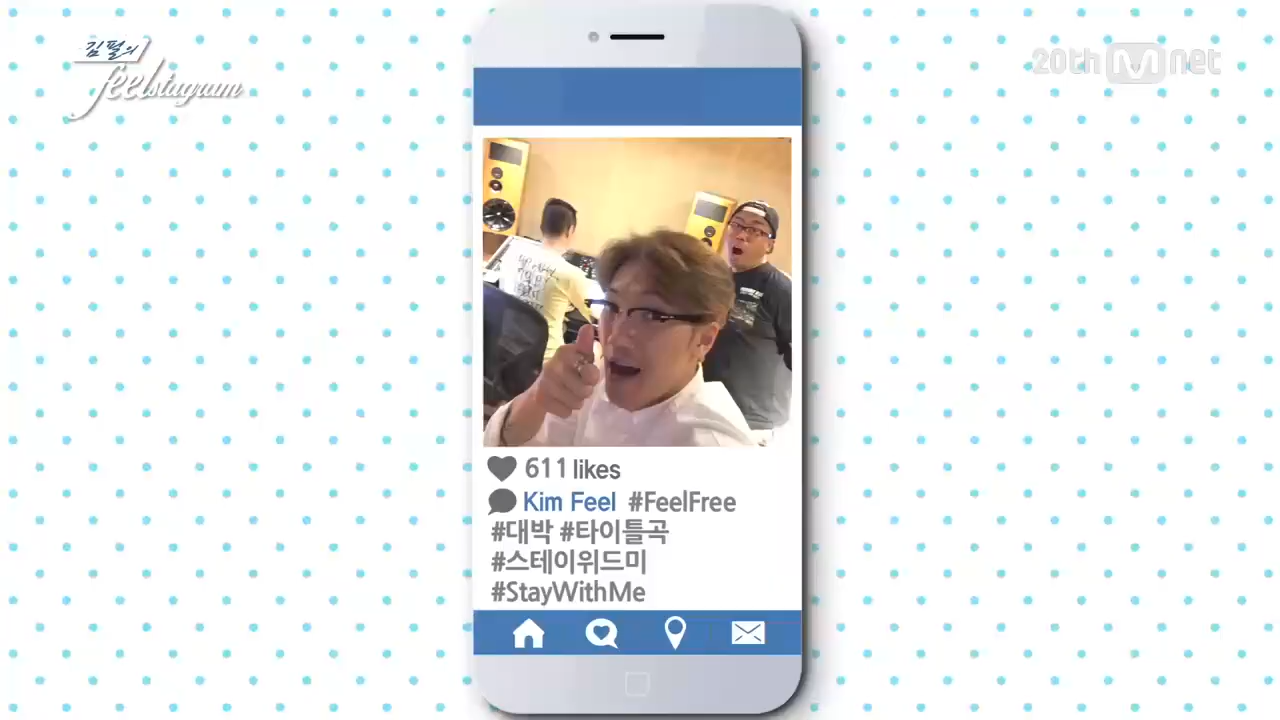 김필의
feelstagram
20th Mnet
611 likes
Kim Feel #FeelFree
#대박 #타이틀곡
#스테이위드미
#StayWithMe